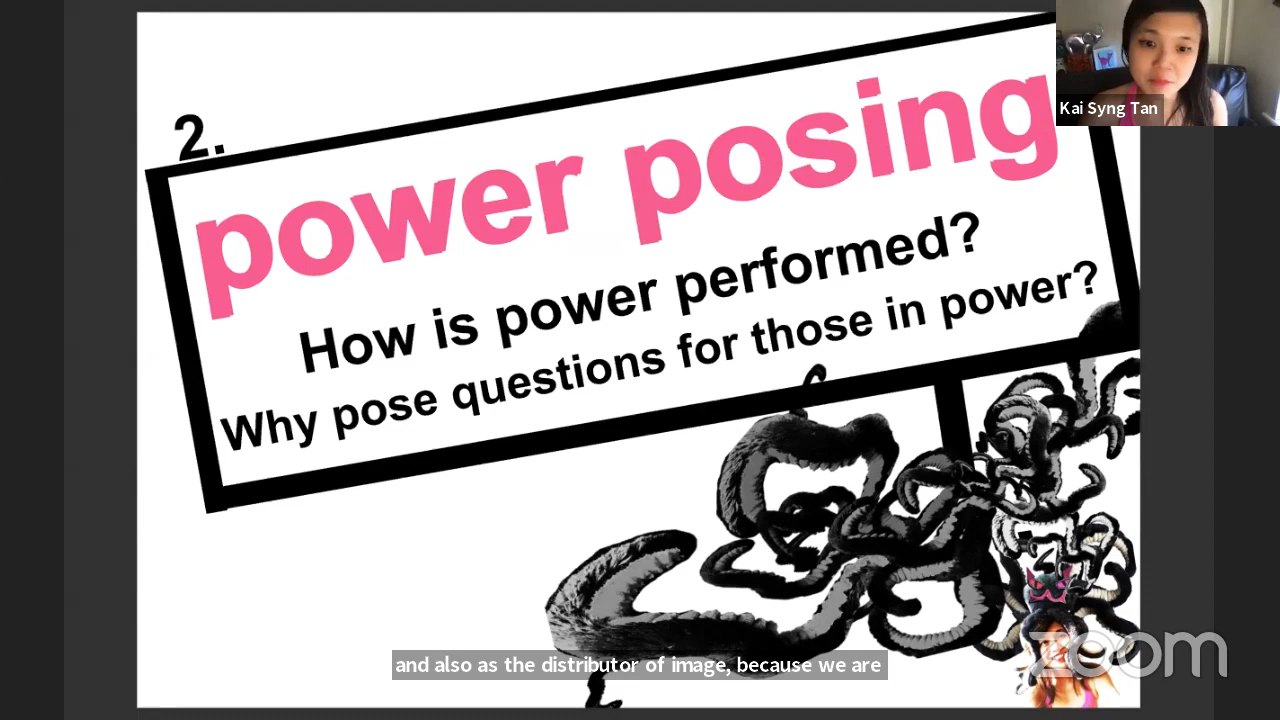 2.
power posing
How is power performed?
Why pose questions for those in power?
Kai Syng Tan
and also as the distributor of image, because we are
zoom